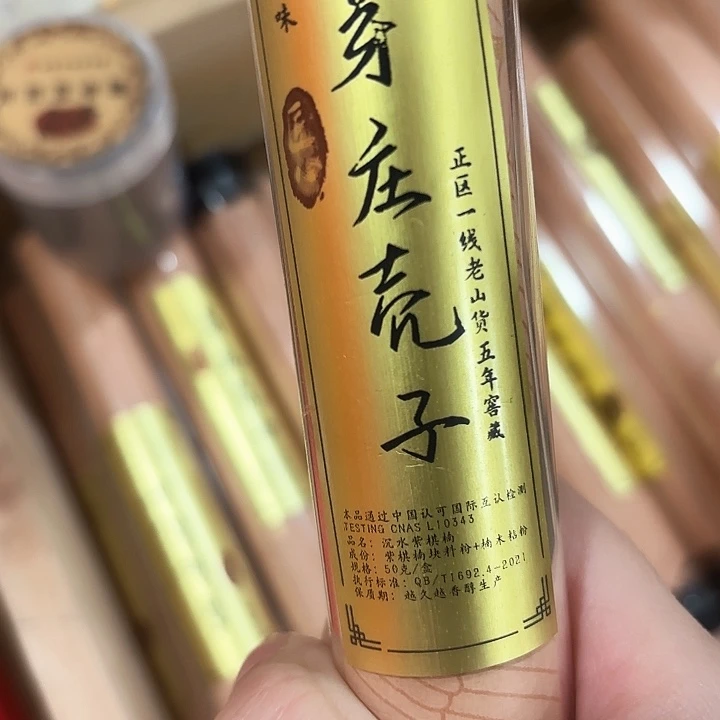 味
芽庄壳子
正区一线老山货五年窖藏
本品通过中国认可国际互认检测
TESTING CNAS L10343
品名：沉水紫棋楠
成份：紫棋楠块料粉+楠木粘粉
规格：50克/盒
执行标准：QB/T1692.4-2021
保质期：越久越香醇生产